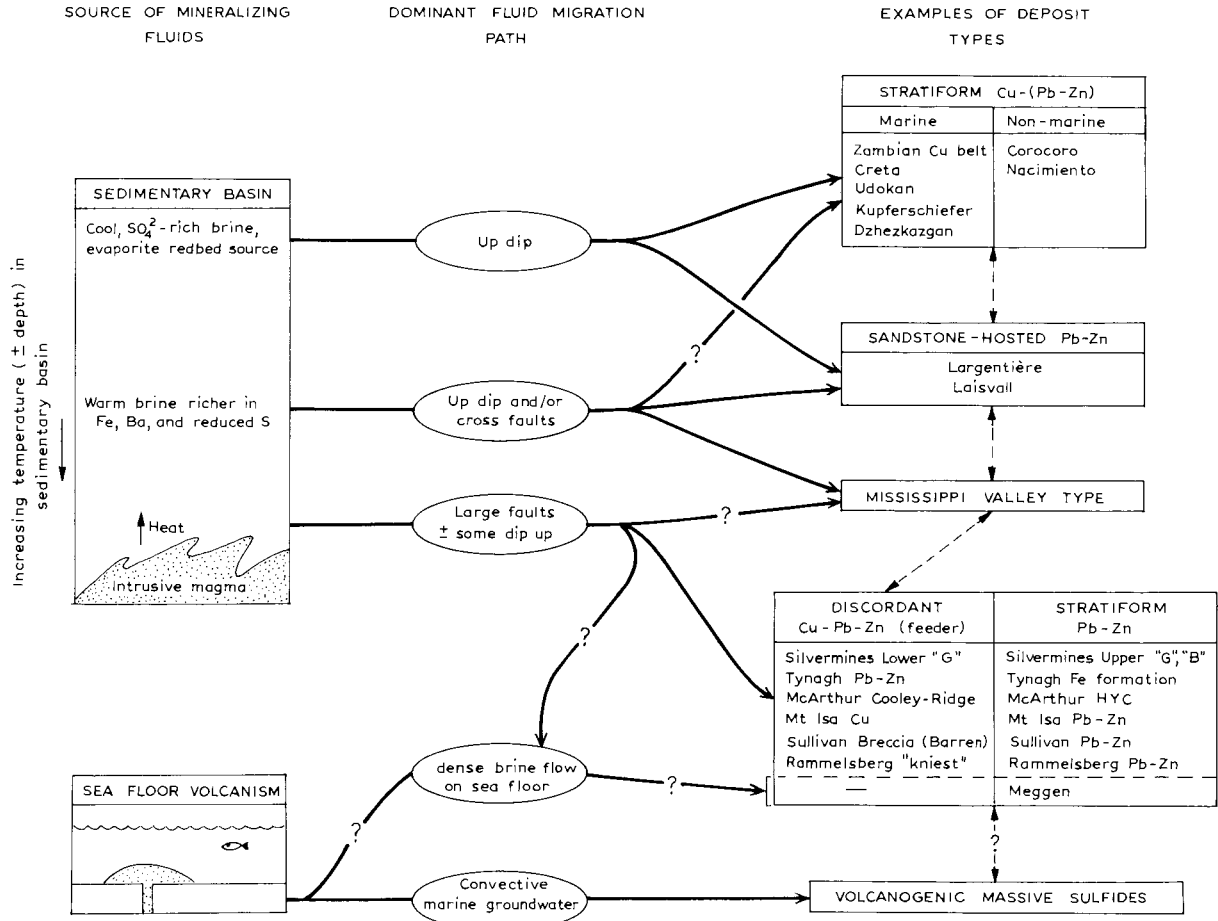 SOURCE OF MINERALIZING
FLUIDS
DOMINANT FLUID MIGRATION
PATH
EXAMPLES OF DEPOSIT
TYPES
STRATIFORM Cu-(Pb-Zn)
Marine
Non-marine
Zambian Cu belt
Creta
Udokan
Kupferschiefer
Dzhezkazgan
Corocoro
Nacimiento
SEDIMENTARY BASIN
Cool, SO₄²-rich brine,
evaporite redbed source
Up dip
SANDSTONE-HOSTED Pb-Zn
Largentière
Laisvall
?
Increasing temperature (± depth) in
sedimentary basin
Warm brine richer in
Fe, Ba, and reduced S
Up dip and/or
cross faults
MISSISSIPPI VALLEY TYPE
Large faults
± some dip up
?
Heat
Intrusive magma
?
DISCORDANT
Cu-Pb-Zn (feeder)
STRATIFORM
Pb-Zn
Silvermines Lower "G"
Tynagh Pb-Zn
McArthur Cooley-Ridge
Mt Isa Cu
Sullivan Breccia (Barren)
Rammelsberg "kniest"
—
Silvermines Upper "G","B"
Tynagh Fe formation
McArthur HYC
Mt Isa Pb-Zn
Sullivan Pb-Zn
Rammelsberg Pb-Zn
Meggen
dense brine flow
on sea floor
?
SEA FLOOR VOLCANISM
?
?
Convective
marine groundwater
VOLCANOGENIC MASSIVE SULFIDES